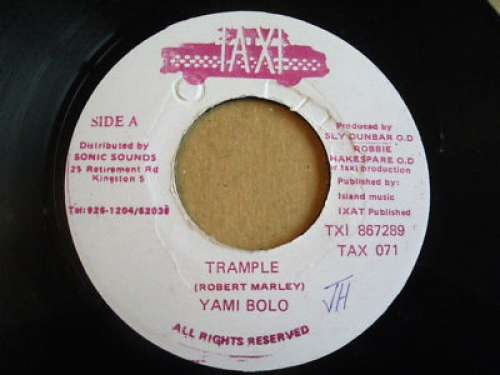 TAXI
SIDE A
Distributed by
SONIC SOUNDS
25 Retirement Rd
Kingston 5
Tel: 926-1204/6203
Produced by
SLY DUNBAR O.D
ROBBIE
SHAKESPARE O.D
for taxi production
Published by:
Island music
IXAT Published
TXI 867289
TAX 071
TRAMPLE
(ROBERT MARLEY)
YAMI BOLO
JH
ALL RIGHTS RESERVED